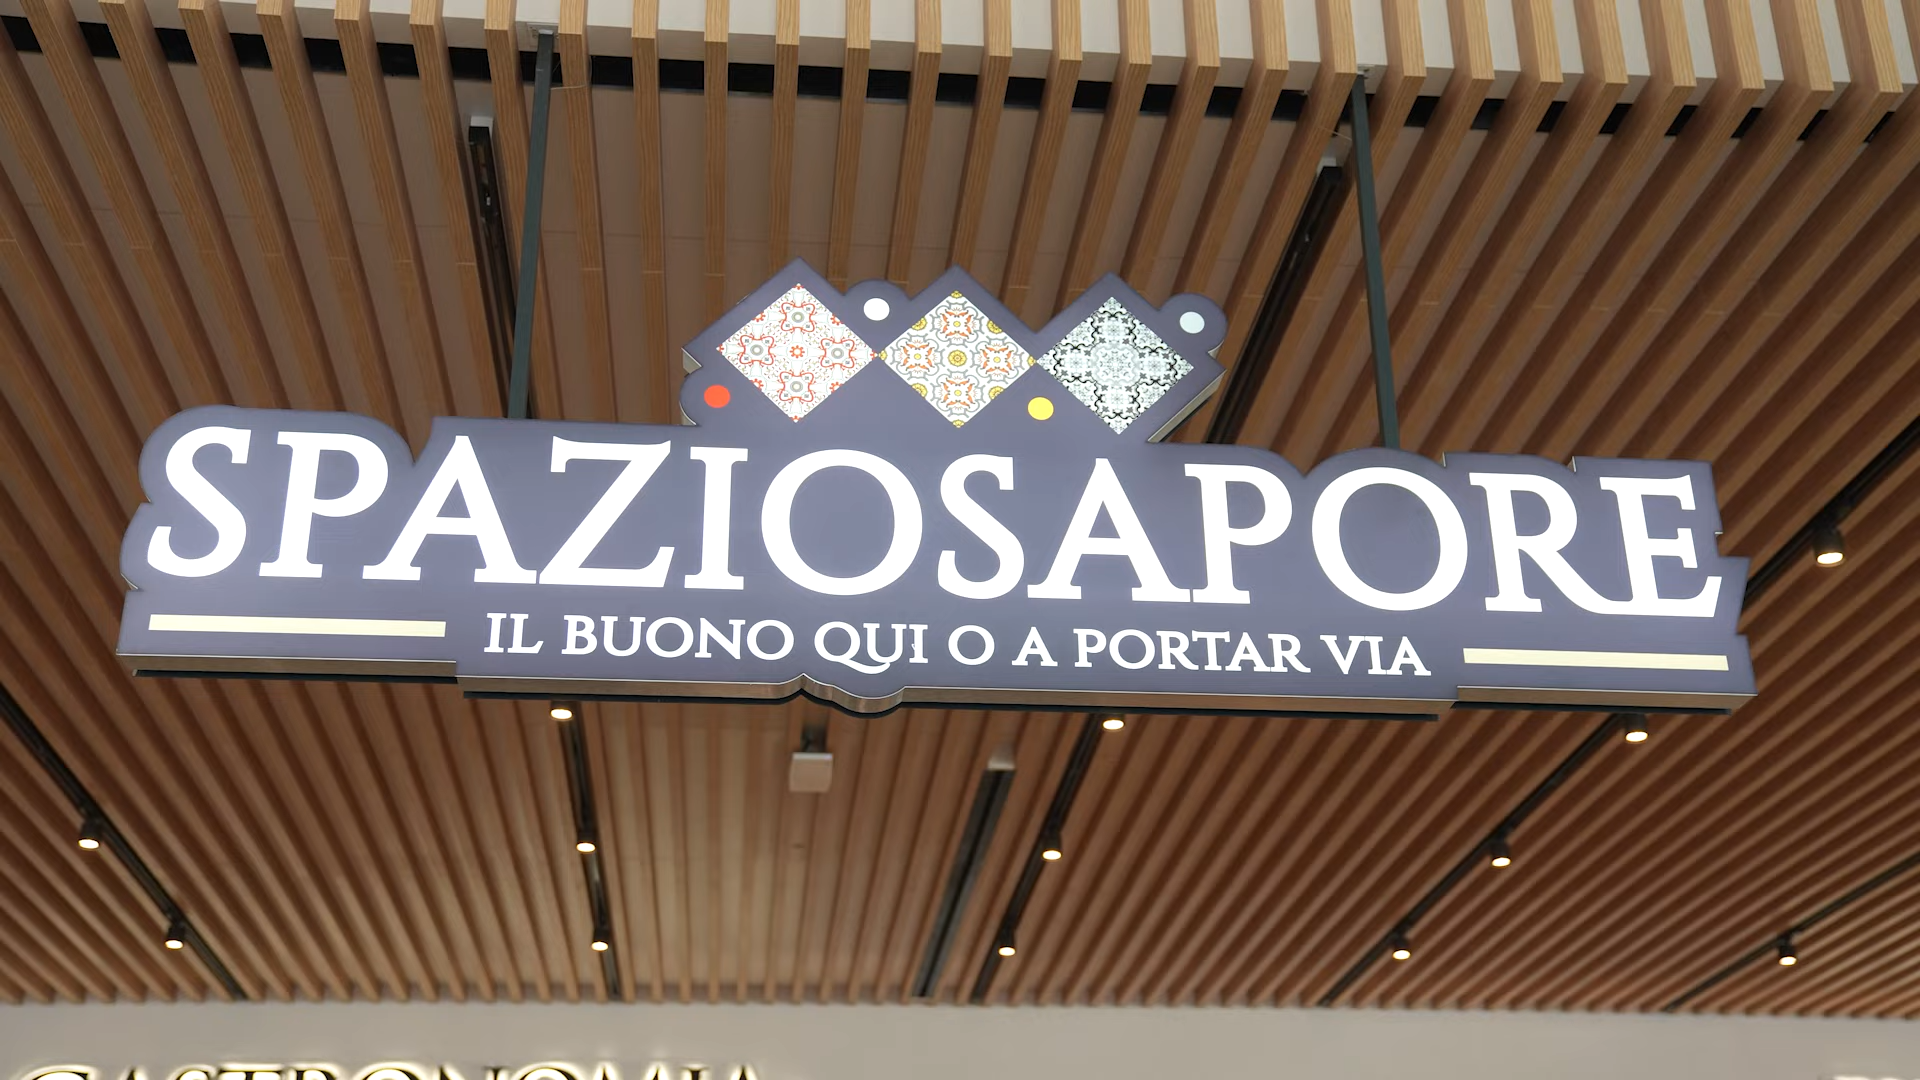 SPAZIOSAPORE
IL BUONO QUI O A PORTAR VIA
GASTRONOMIA